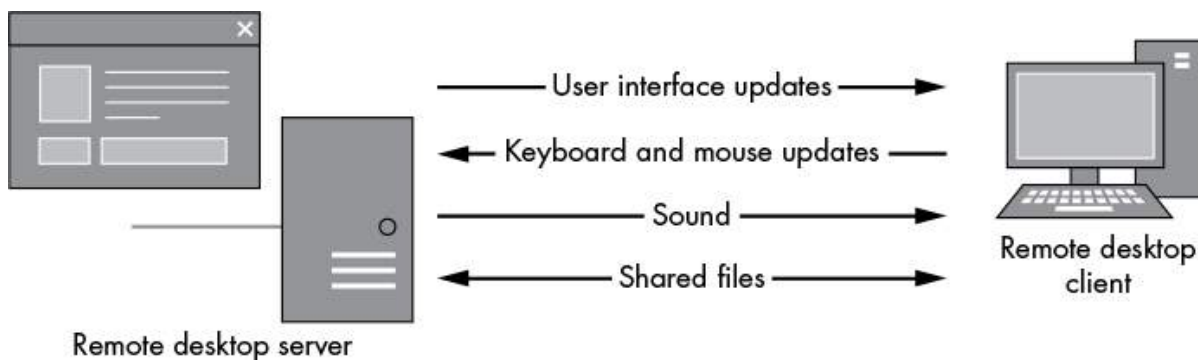 User interface updates
Keyboard and mouse updates
Sound
Shared files
Remote desktop server
Remote desktop
client